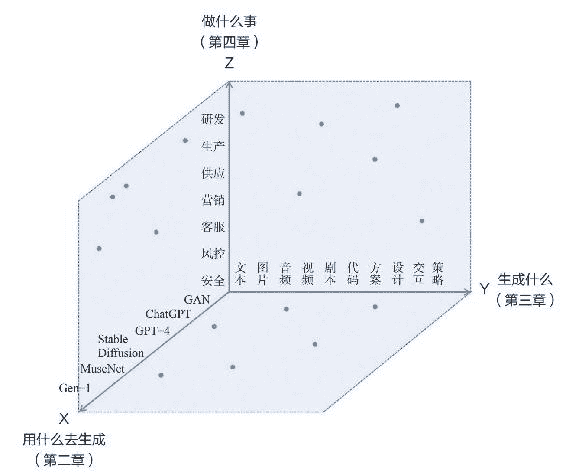 做什么事
（第四章）
Z
研发
生产
供应
营销
客服
风控
安全
文本
图片
音频
视频
剧本
代码
方案
设计
交互
策略
Y
生成什么
（第三章）
GAN
ChatGPT
GPT-4
Stable
Diffusion
MuseNet
Gen-1
X
用什么去生成
（第二章）